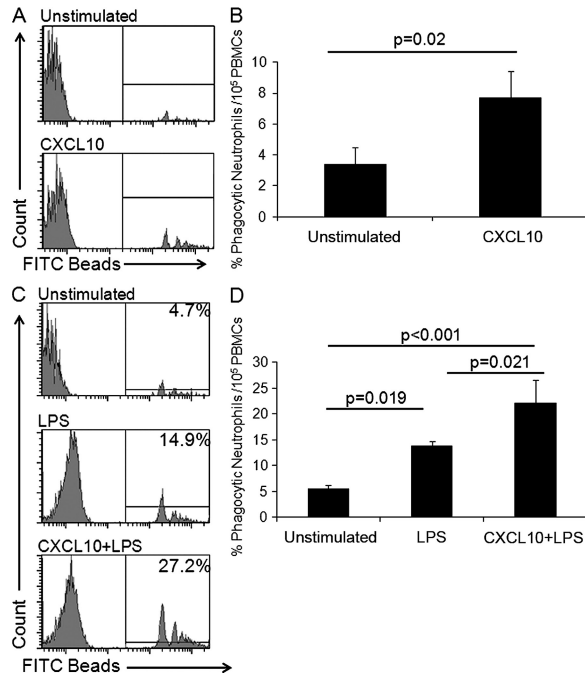 A
Unstimulated
CXCL10
Count
FITC Beads
B
p=0.02
% Phagocytic Neutrophils /10⁵ PBMCs
10
8
6
4
2
0
Unstimulated
CXCL10
C
Unstimulated
4.7%
LPS
14.9%
CXCL10+LPS
27.2%
Count
FITC Beads
D
p<0.001
p=0.021
p=0.019
% Phagocytic Neutrophils /10⁵ PBMCs
30
25
20
15
10
5
0
Unstimulated
LPS
CXCL10+LPS